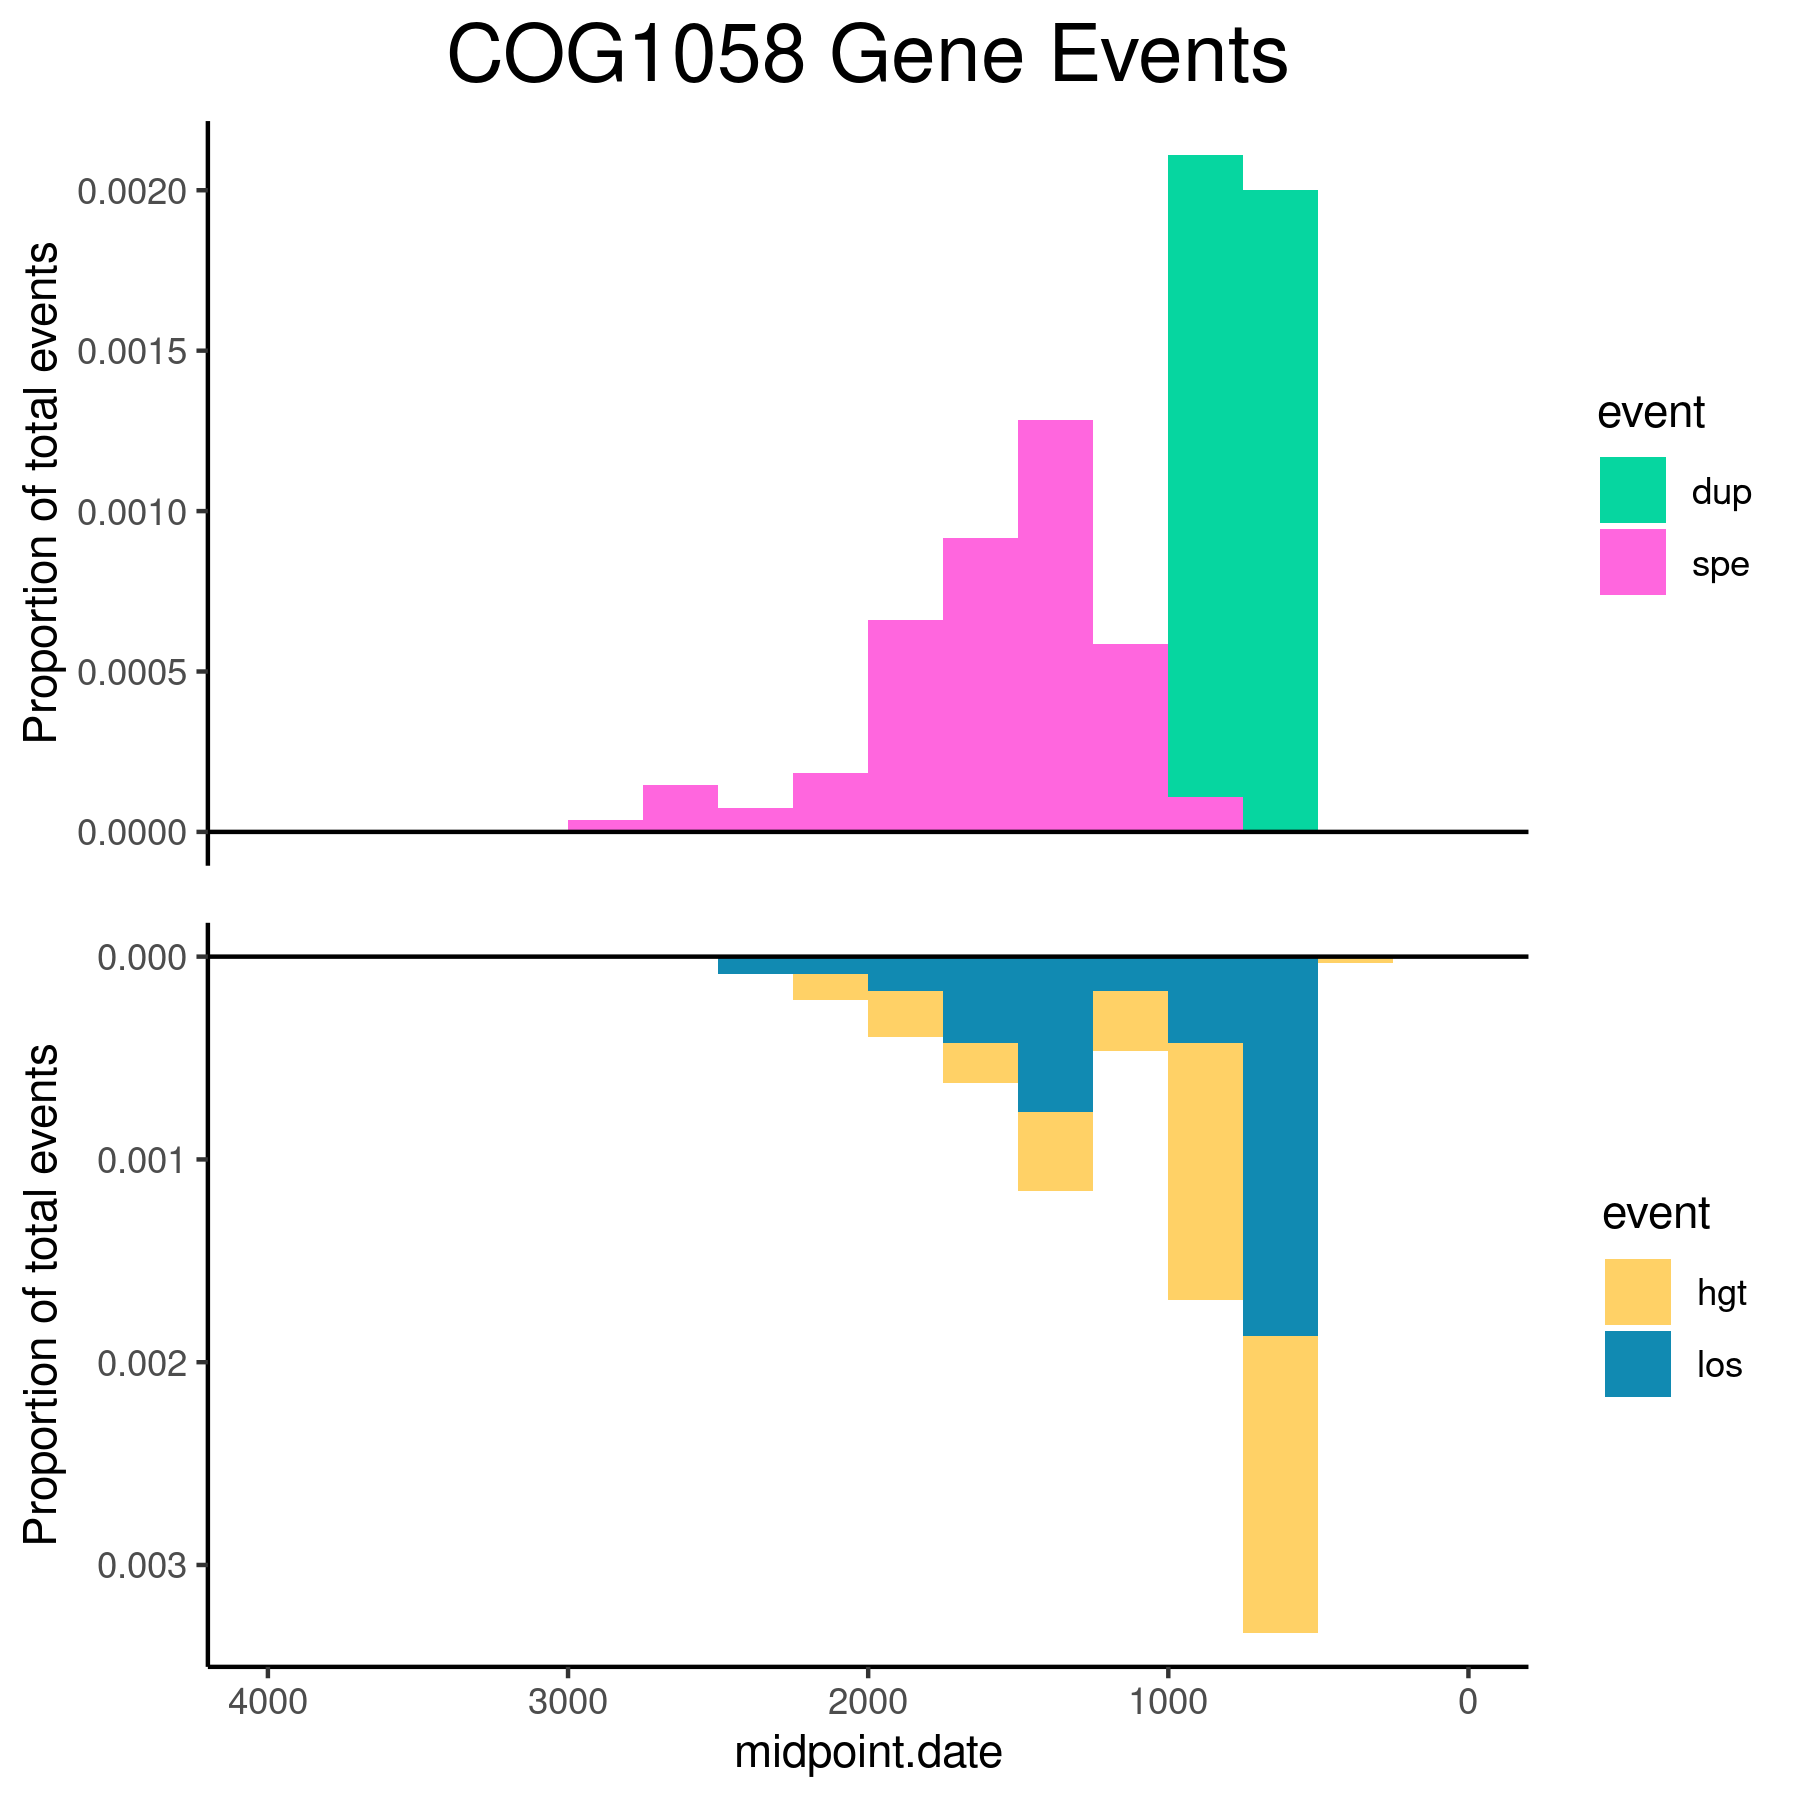 COG1058 Gene Events
Proportion of total events
0.0020
0.0015
0.0010
0.0005
0.0000
event
dup
spe
Proportion of total events
0.000
0.001
0.002
0.003
event
hgt
los
4000 3000 2000 1000 0
midpoint.date